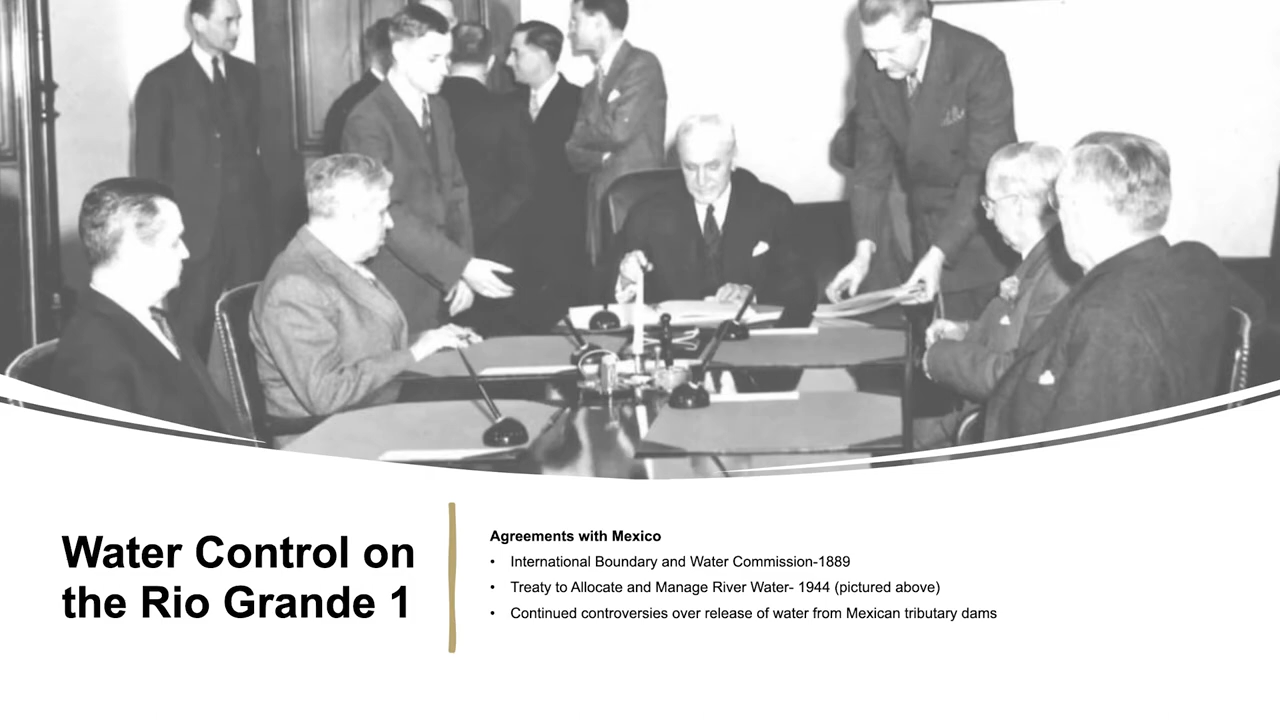 Water Control on
the Rio Grande 1
Agreements with Mexico
• International Boundary and Water Commission-1889
• Treaty to Allocate and Manage River Water- 1944 (pictured above)
• Continued controversies over release of water from Mexican tributary dams